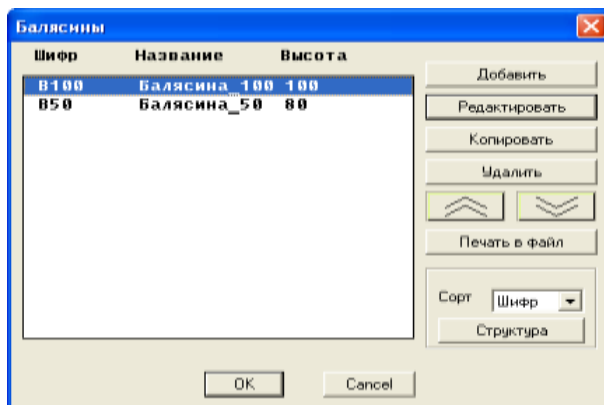 Балясины
Шифр Название Высота
B100 Балясина_100 100
B50 Балясина_50 80
Добавить
Редактировать
Копировать
Удалить
Печать в файл
Сорт Шифр
Структура
OK Cancel